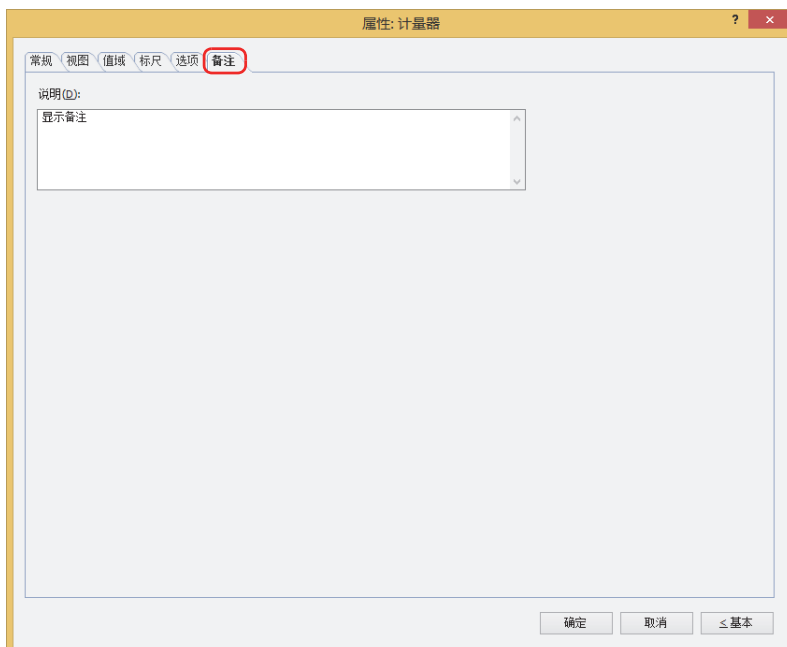 属性: 计量器
?
×
常规 视图 值域 标尺 选项 备注
说明(D):
显示备注
确定 取消 < 基本